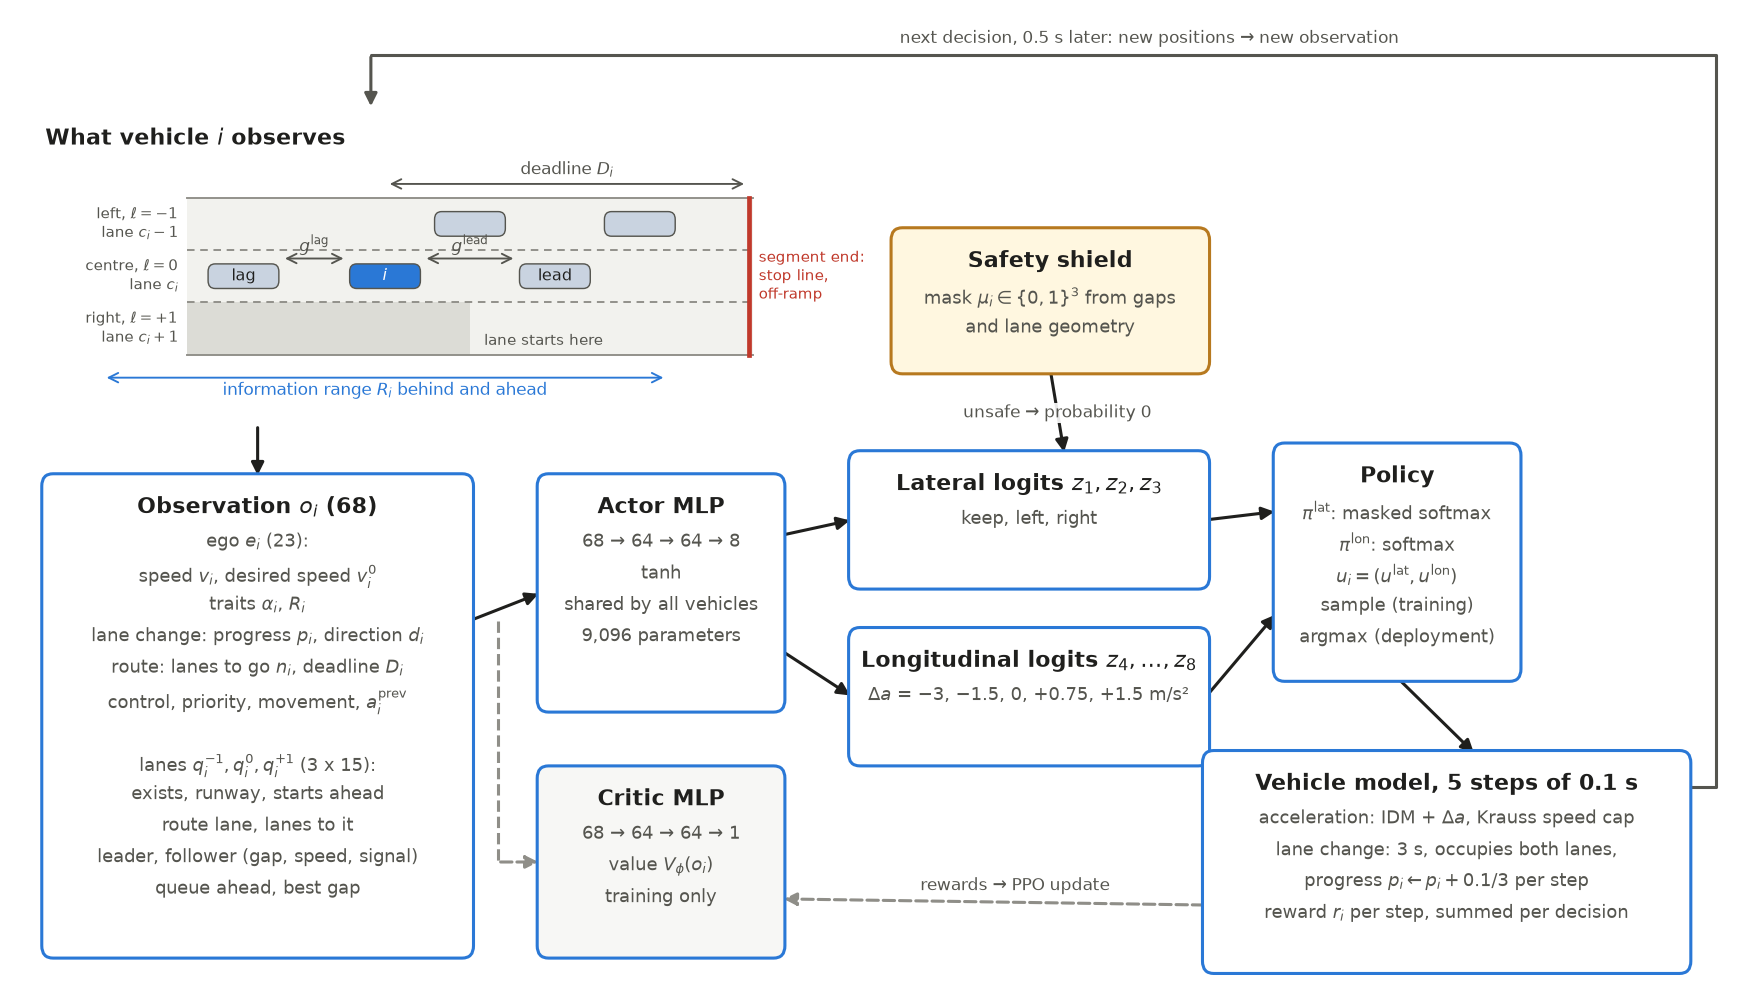 next decision, 0.5 s later: new positions → new observation
What vehicle i observes
deadline Dᵢ
left, ℓ = −1
lane cᵢ − 1
g^lag
g^lead
centre, ℓ = 0
lane cᵢ
lag
i
lead
segment end:
stop line,
off-ramp
right, ℓ = +1
lane cᵢ + 1
lane starts here
information range Rᵢ behind and ahead
Safety shield
mask μᵢ ∈ {0, 1}³ from gaps
and lane geometry
unsafe → probability 0
Observation oᵢ (68)
ego eᵢ (23):
speed vᵢ, desired speed vᵢ⁰
traits αᵢ, Rᵢ
lane change: progress pᵢ, direction dᵢ
route: lanes to go nᵢ, deadline Dᵢ
control, priority, movement, aᵢ^prev
lanes qᵢ⁻¹, qᵢ⁰, qᵢ⁺¹ (3 x 15):
exists, runway, starts ahead
route lane, lanes to it
leader, follower (gap, speed, signal)
queue ahead, best gap
Actor MLP
68 → 64 → 64 → 8
tanh
shared by all vehicles
9,096 parameters
Critic MLP
68 → 64 → 64 → 1
value V_ϕ(oᵢ)
training only
Lateral logits z₁, z₂, z₃
keep, left, right
Longitudinal logits z₄, …, z₈
Δa = −3, −1.5, 0, +0.75, +1.5 m/s²
Policy
π^lat: masked softmax
π^lon: softmax
uᵢ = (u^lat, u^lon)
sample (training)
argmax (deployment)
Vehicle model, 5 steps of 0.1 s
acceleration: IDM + Δa, Krauss speed cap
lane change: 3 s, occupies both lanes,
progress pᵢ ← pᵢ + 0.1/3 per step
reward rᵢ per step, summed per decision
rewards → PPO update